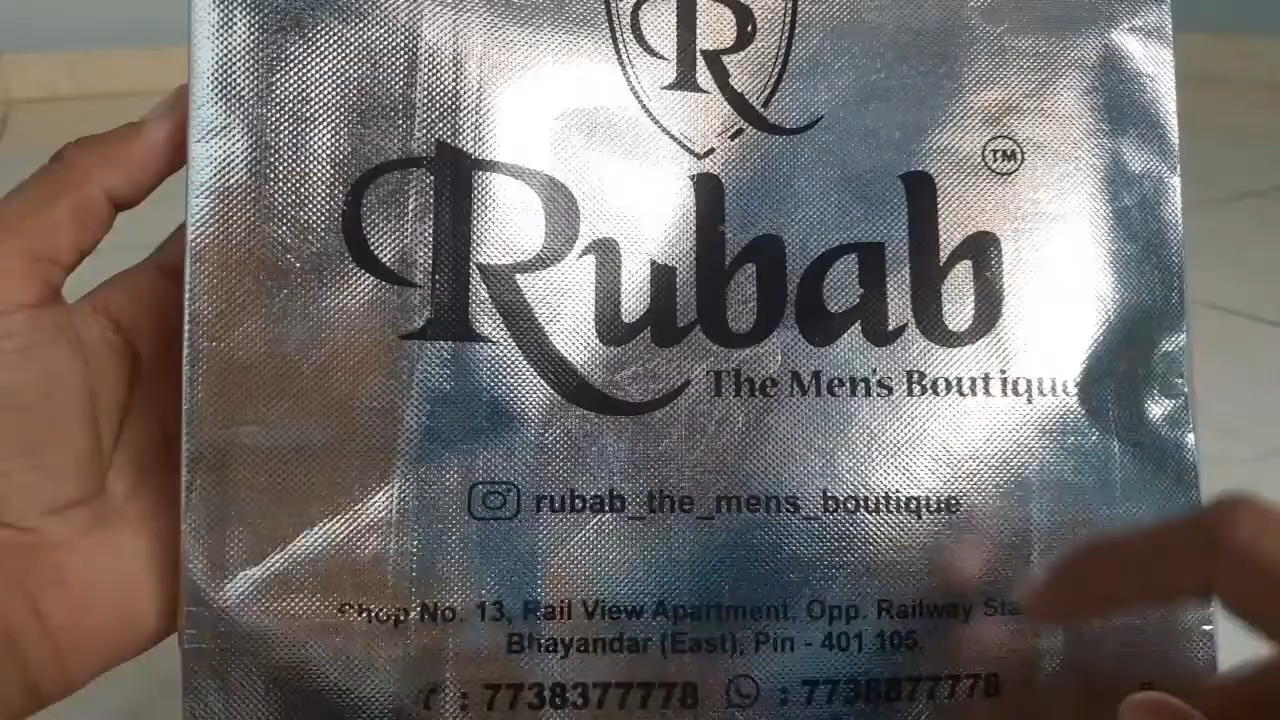 R
Rubab
TM
The Men's Boutique
rubab_the_mens_boutique
Shop No. 13, Rail View Apartment, Opp. Railway
Bhayandar (East), Pin - 401 105.
: 7738377778 : 7738877778